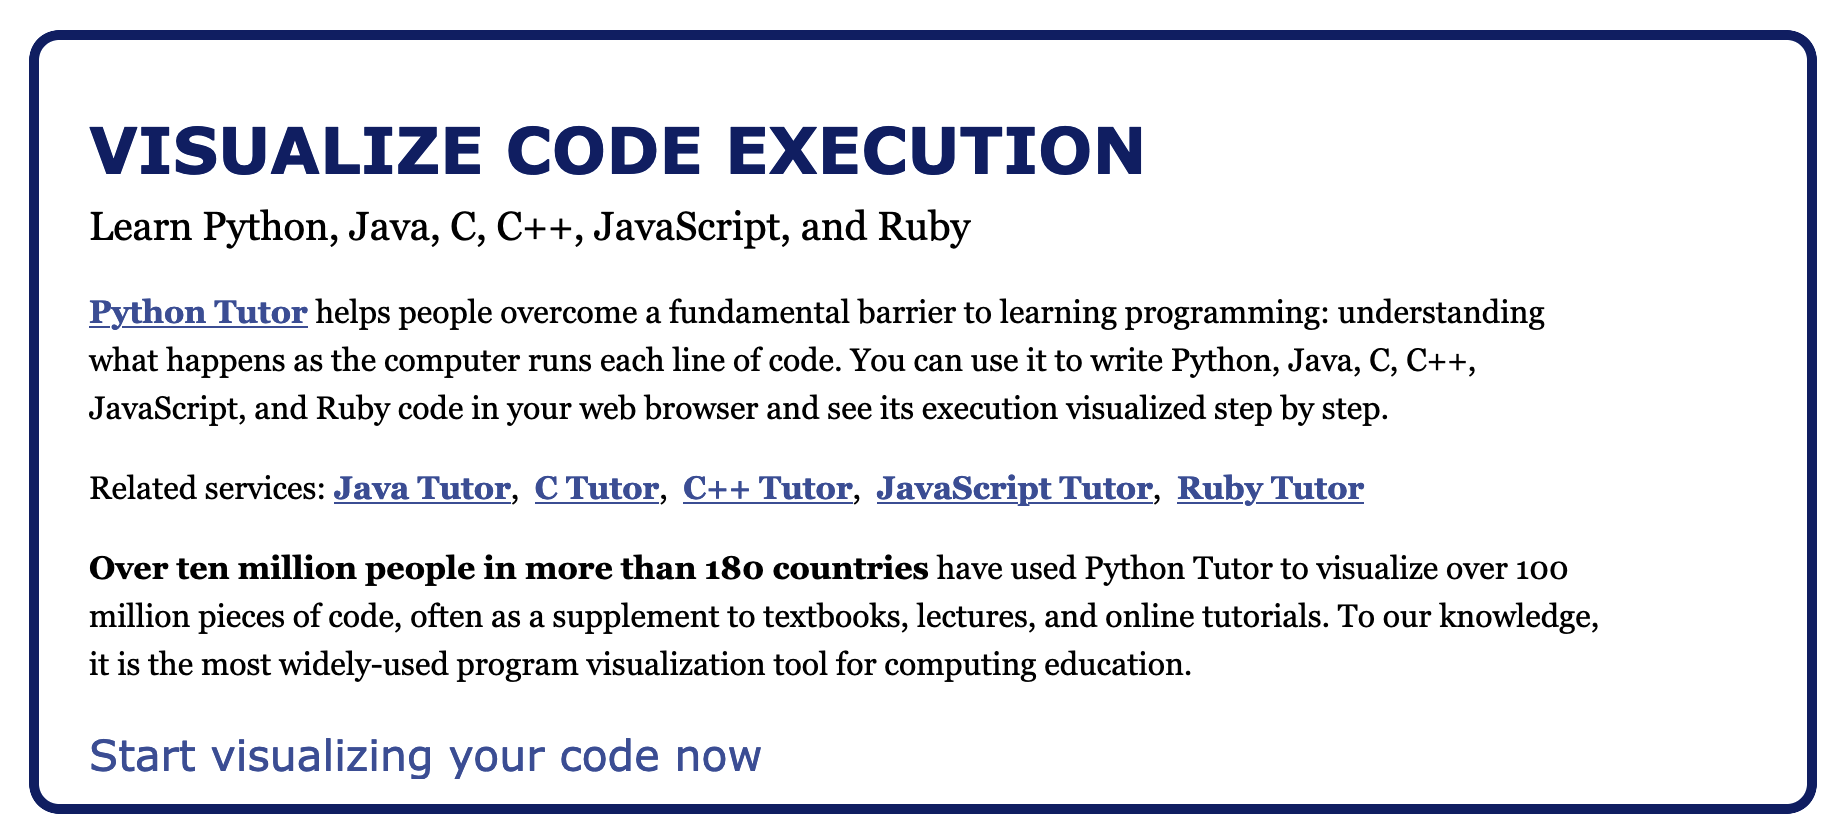 VISUALIZE CODE EXECUTION
Learn Python, Java, C, C++, JavaScript, and Ruby
Python Tutor helps people overcome a fundamental barrier to learning programming: understanding
what happens as the computer runs each line of code. You can use it to write Python, Java, C, C++,
JavaScript, and Ruby code in your web browser and see its execution visualized step by step.
Related services: Java Tutor, C Tutor, C++ Tutor, JavaScript Tutor, Ruby Tutor
Over ten million people in more than 180 countries have used Python Tutor to visualize over 100
million pieces of code, often as a supplement to textbooks, lectures, and online tutorials. To our knowledge,
it is the most widely-used program visualization tool for computing education.
Start visualizing your code now